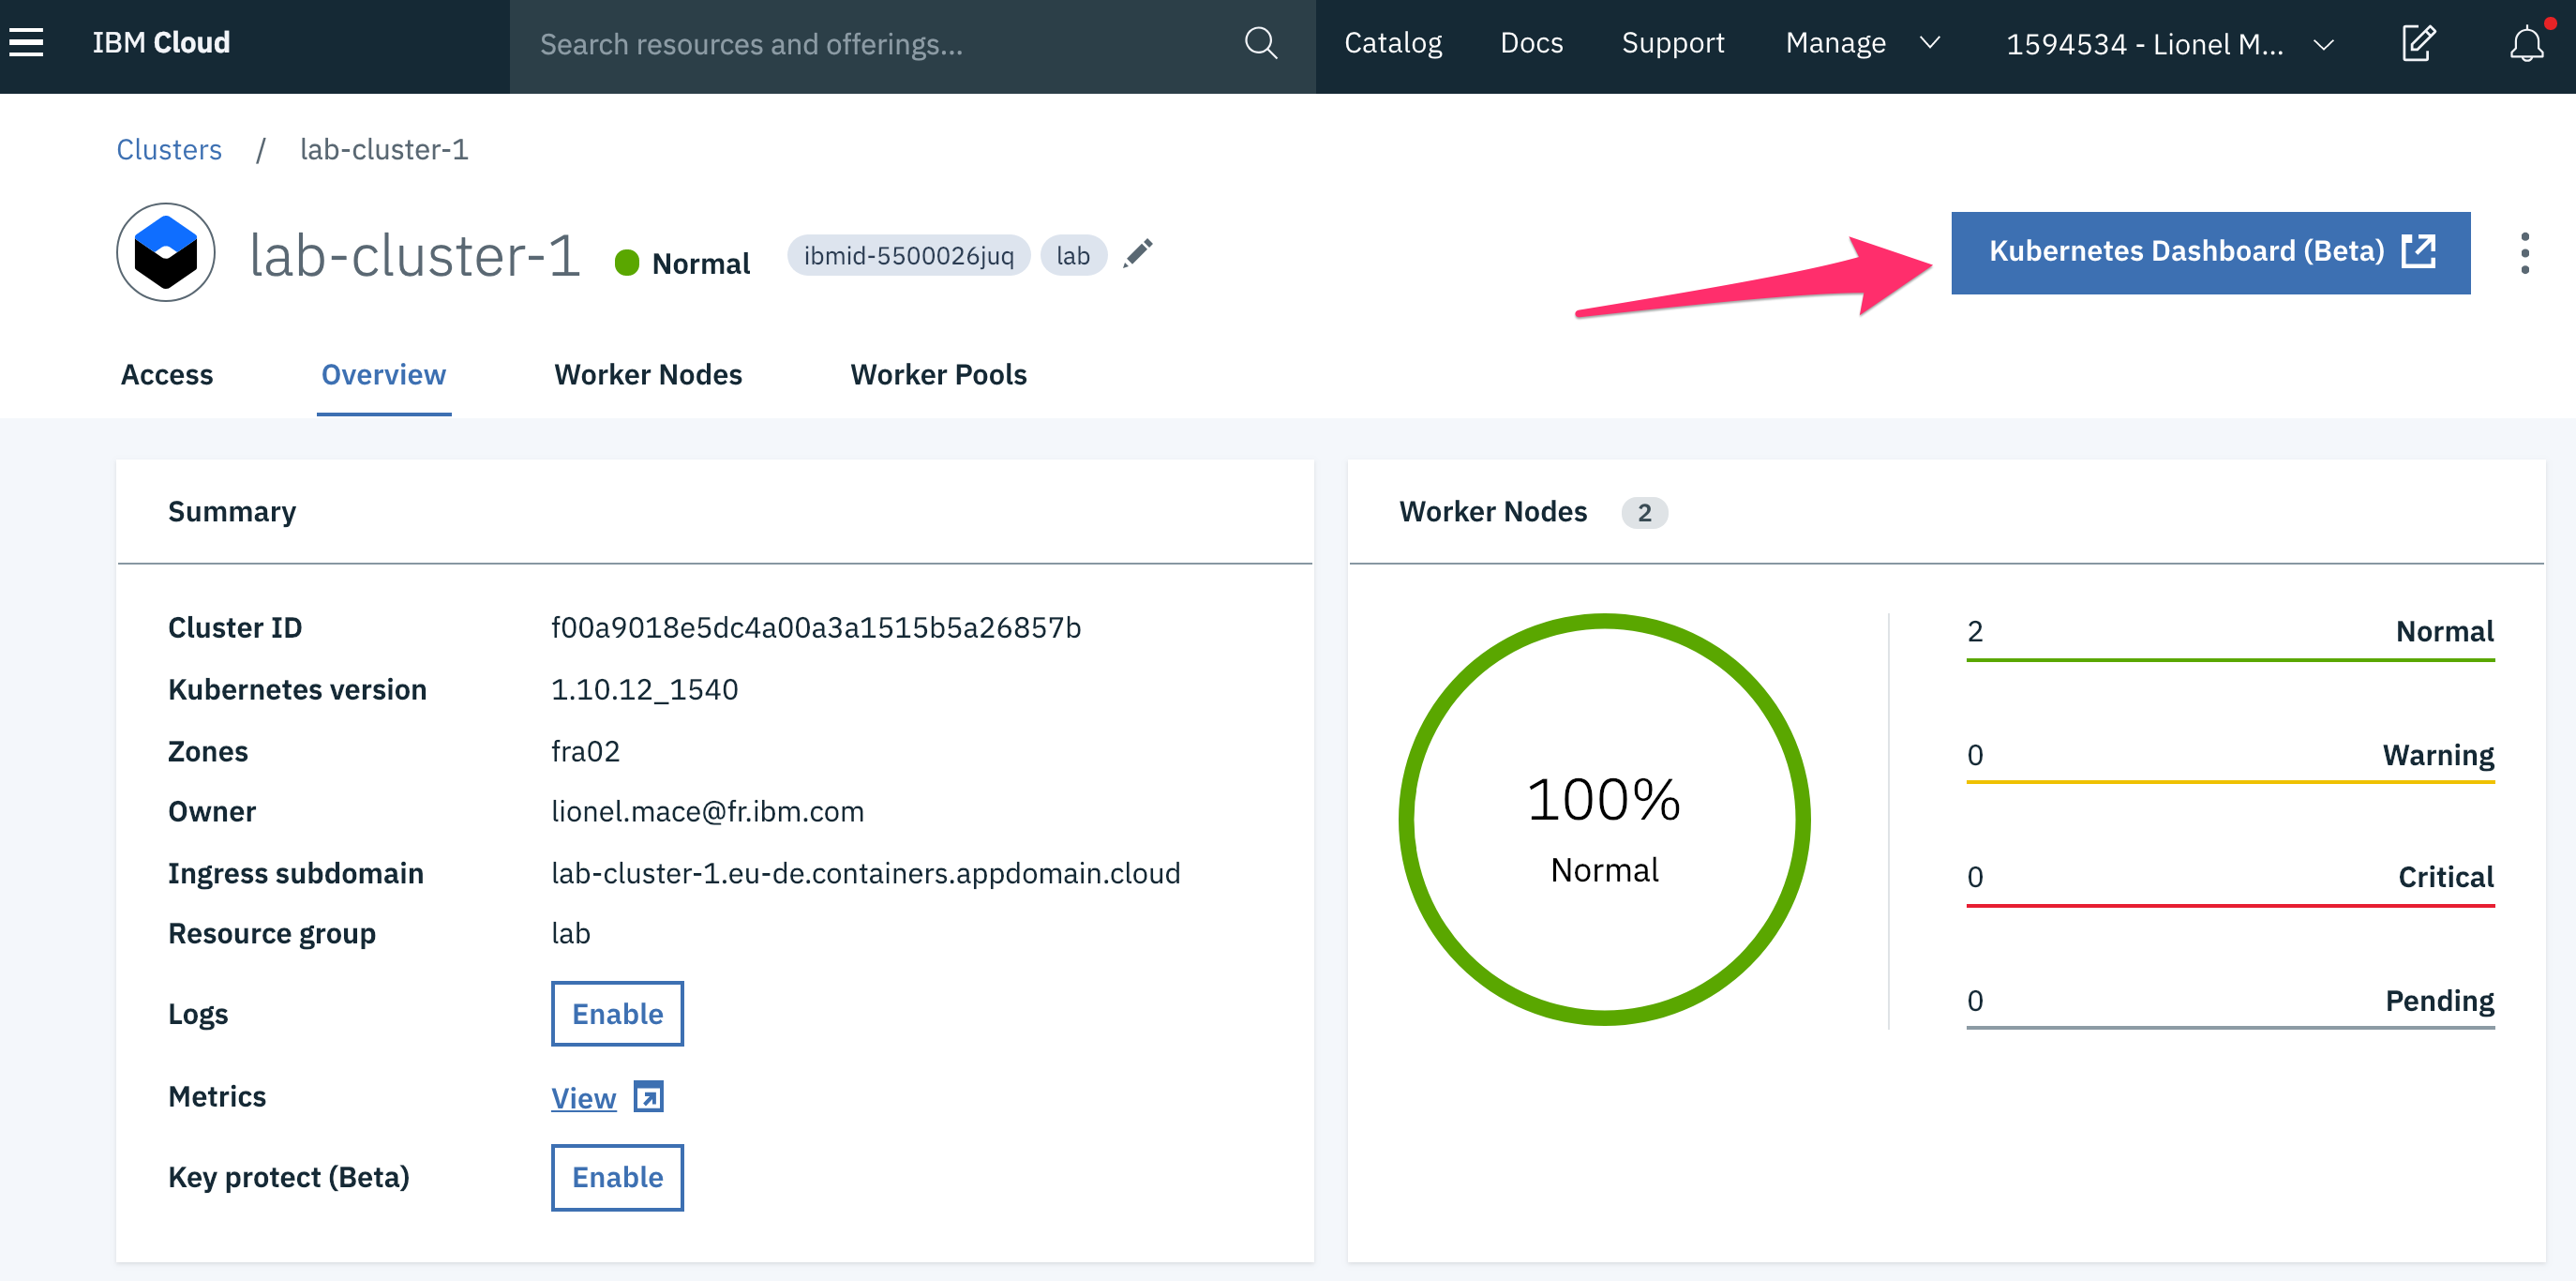 IBM Cloud
Search resources and offerings...
Catalog
Docs
Support
Manage
1594534 - Lionel M...
Clusters / lab-cluster-1
lab-cluster-1
Normal
ibmid-5500026juq
lab
Kubernetes Dashboard (Beta)
Access
Overview
Worker Nodes
Worker Pools
Summary
Cluster ID f00a9018e5dc4a00a3a1515b5a26857b
Kubernetes version 1.10.12_1540
Zones fra02
Owner lionel.mace@fr.ibm.com
Ingress subdomain lab-cluster-1.eu-de.containers.appdomain.cloud
Resource group lab
Logs Enable
Metrics View
Key protect (Beta) Enable
Worker Nodes 2
100%
Normal
2 Normal
0 Warning
0 Critical
0 Pending